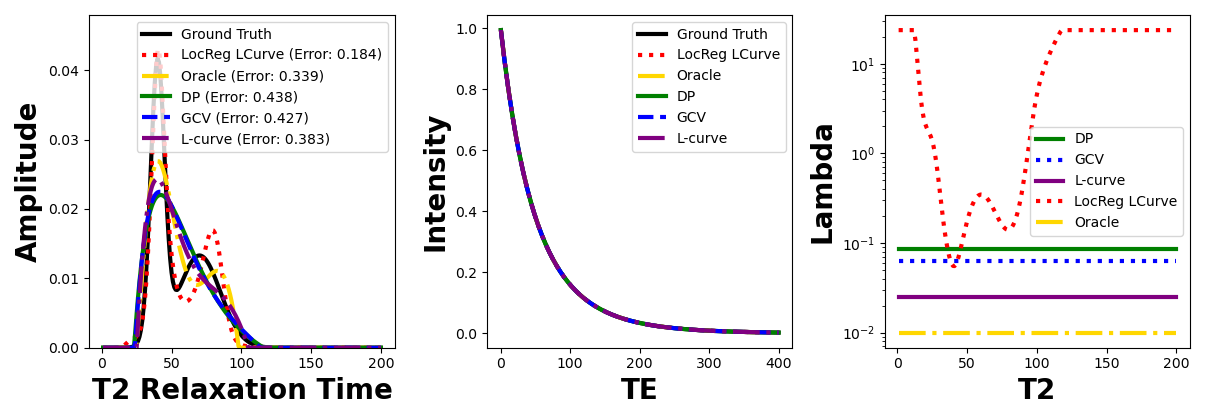 Amplitude
0.04
0.03
0.02
0.01
0.00
Ground Truth
LocReg LCurve (Error: 0.184)
Oracle (Error: 0.339)
DP (Error: 0.438)
GCV (Error: 0.427)
L-curve (Error: 0.383)
0 50 100 150 200
T2 Relaxation Time
Intensity
1.0
0.8
0.6
0.4
0.2
0.0
Ground Truth
LocReg LCurve
Oracle
DP
GCV
L-curve
0 100 200 300 400
TE
Lambda
10¹
10⁰
10⁻¹
10⁻²
DP
GCV
L-curve
LocReg LCurve
Oracle
0 50 100 150 200
T2